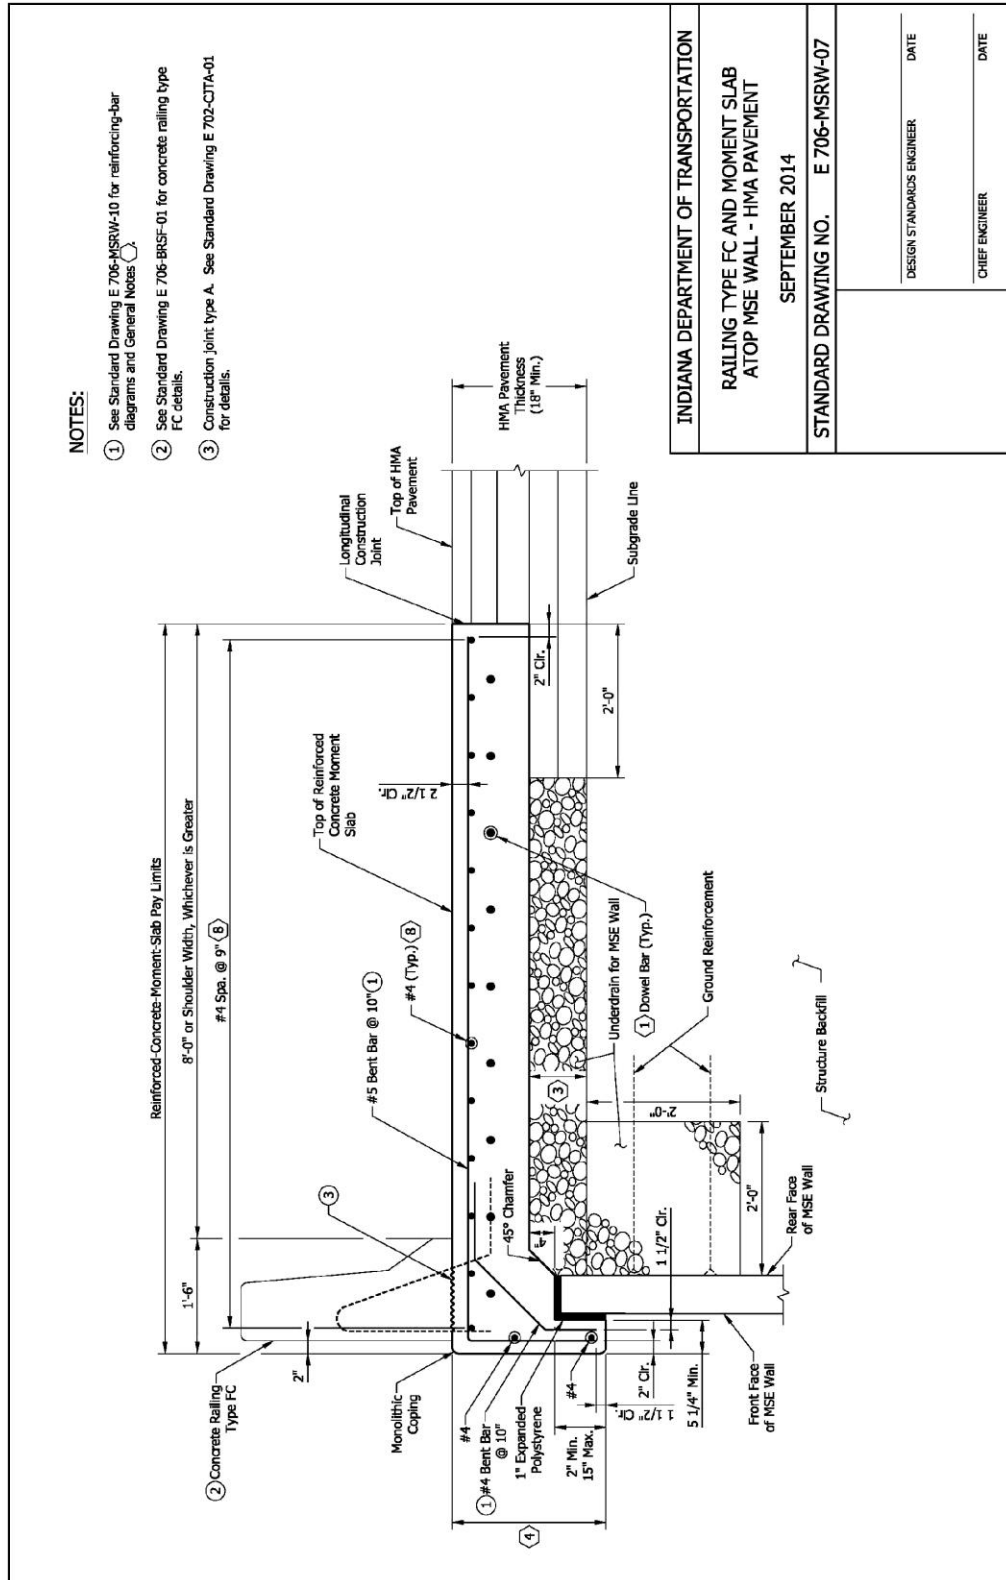 NOTES:
① See Standard Drawing E 706-MSRW-10 for reinforcing-bar
diagrams and General Notes ⬡.
② See Standard Drawing E 706-BRSF-01 for concrete railing type
FC details.
③ Construction joint type A. See Standard Drawing E 702-CJTA-01
for details.
Reinforced-Concrete-Moment-Slab Pay Limits
1'-6"
8'-0" or Shoulder Width, Whichever is Greater
#4 Spa. @ 9" 8
② Concrete Railing
Type FC
2"
③
#5 Bent Bar @ 10" ①
#4 (Typ.) 8
Top of Reinforced
Concrete Moment
Slab
2 1/2" Clr.
Longitudinal
Construction
Joint
Top of HMA
Pavement
HMA Pavement
Thickness
(18" Min.)
Monolithic
Coping
4
#4
① #4 Bent Bar
@ 10"
1" Expanded
Polystyrene
2" Min.
15" Max.
#4
1 1/2" Clr.
2" Clr.
5 1/4" Min.
Front Face
of MSE Wall
45° Chamfer
4"
1 1/2" Clr.
Rear Face
of MSE Wall
2'-0"
2'-0"
3
Underdrain for MSE Wall
1 Dowel Bar (Typ.)
Ground Reinforcement
Structure Backfill
2" Clr.
2'-0"
Subgrade Line
INDIANA DEPARTMENT OF TRANSPORTATION
RAILING TYPE FC AND MOMENT SLAB
ATOP MSE WALL - HMA PAVEMENT
SEPTEMBER 2014
STANDARD DRAWING NO. E 706-MSRW-07
DESIGN STANDARDS ENGINEER DATE
CHIEF ENGINEER DATE